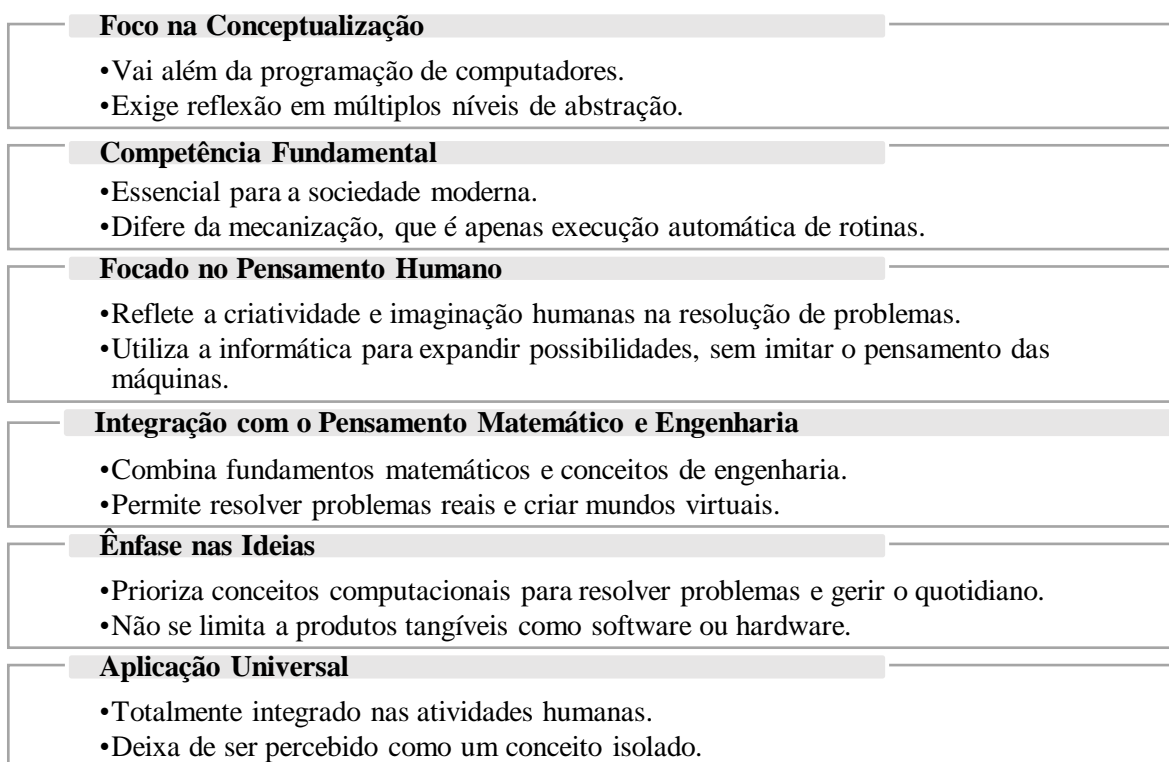 Foco na Conceptualização
•Vai além da programação de computadores.
•Exige reflexão em múltiplos níveis de abstração.
Competência Fundamental
•Essencial para a sociedade moderna.
•Difere da mecanização, que é apenas execução automática de rotinas.
Focado no Pensamento Humano
•Reflete a criatividade e imaginação humanas na resolução de problemas.
•Utiliza a informática para expandir possibilidades, sem imitar o pensamento das
máquinas.
Integração com o Pensamento Matemático e Engenharia
•Combina fundamentos matemáticos e conceitos de engenharia.
•Permite resolver problemas reais e criar mundos virtuais.
Ênfase nas Ideias
•Prioriza conceitos computacionais para resolver problemas e gerir o quotidiano.
•Não se limita a produtos tangíveis como software ou hardware.
Aplicação Universal
•Totalmente integrado nas atividades humanas.
•Deixa de ser percebido como um conceito isolado.